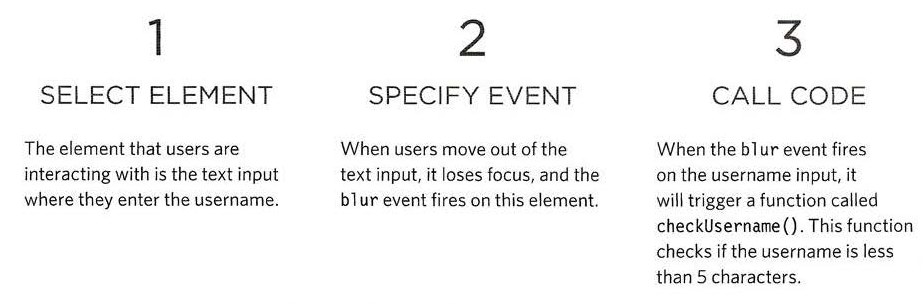 1
SELECT ELEMENT
The element that users are
interacting with is the text input
where they enter the username.
2
SPECIFY EVENT
When users move out of the
text input, it loses focus, and the
blur event fires on this element.
3
CALL CODE
When the blur event fires
on the username input, it
will trigger a function called
checkUsername(). This function
checks if the username is less
than 5 characters.